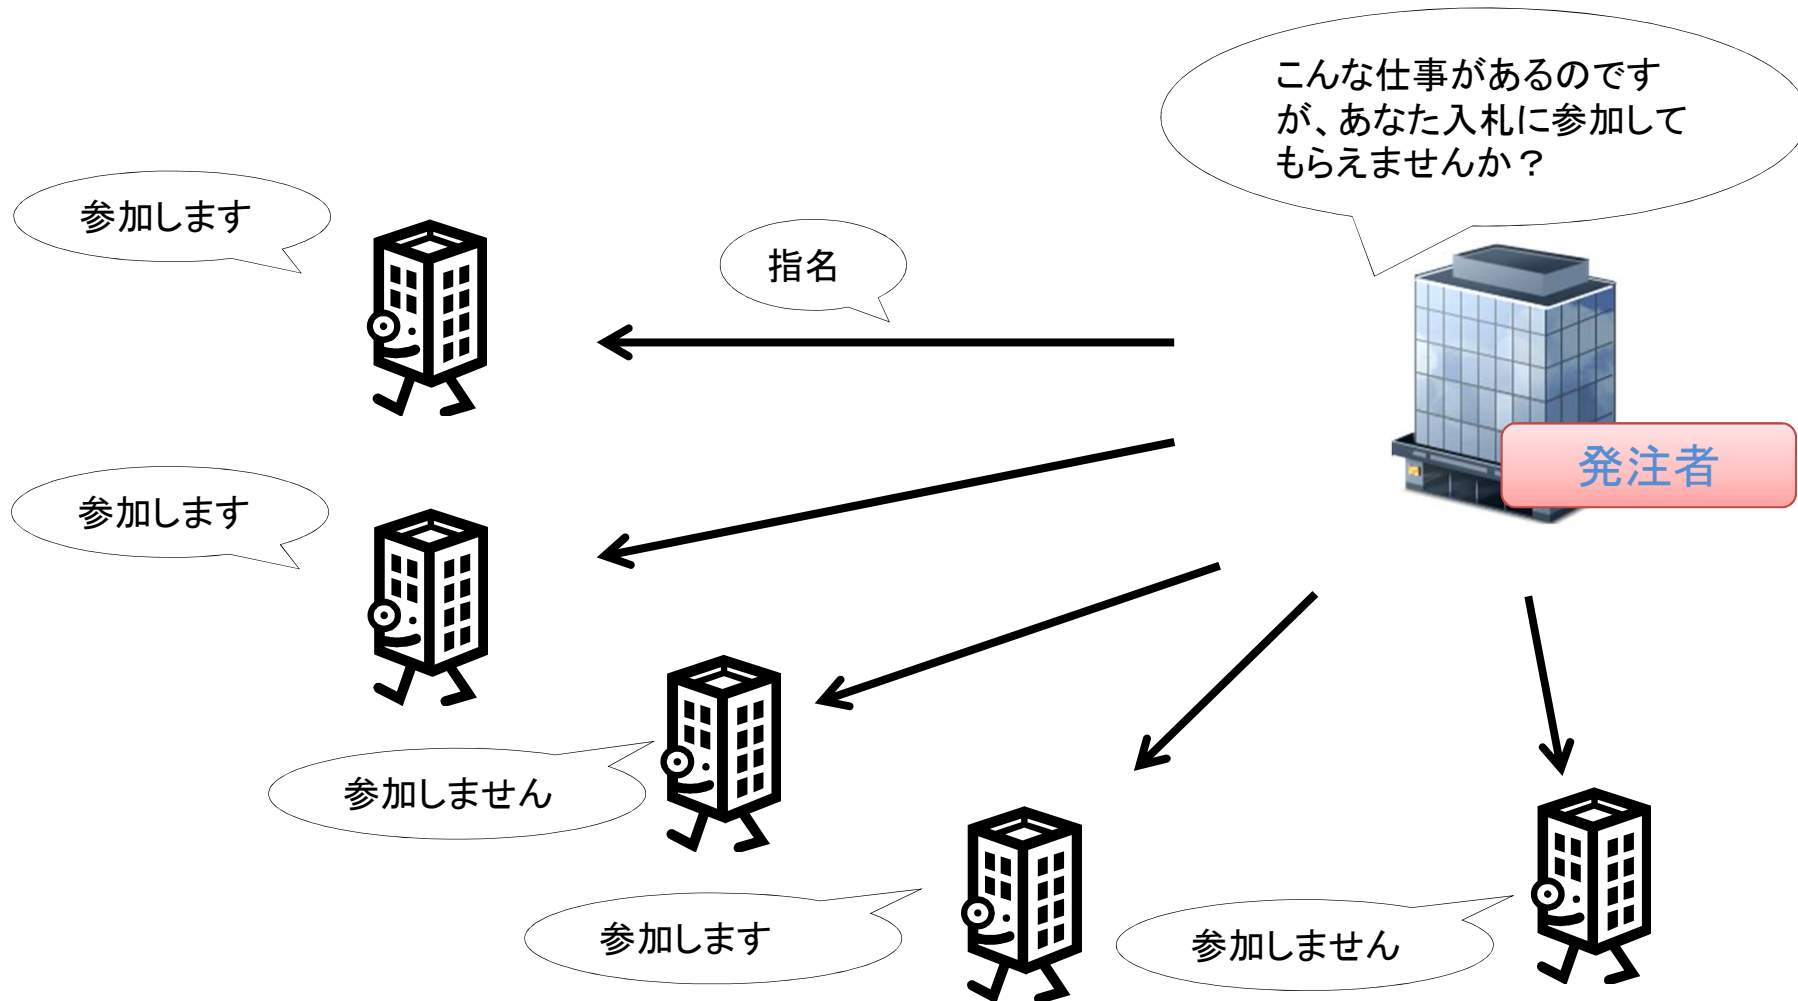 こんな仕事があるのです
が、あなた入札に参加して
もらえませんか？
参加します
指名
発注者
参加します
参加しません
参加します
参加しません